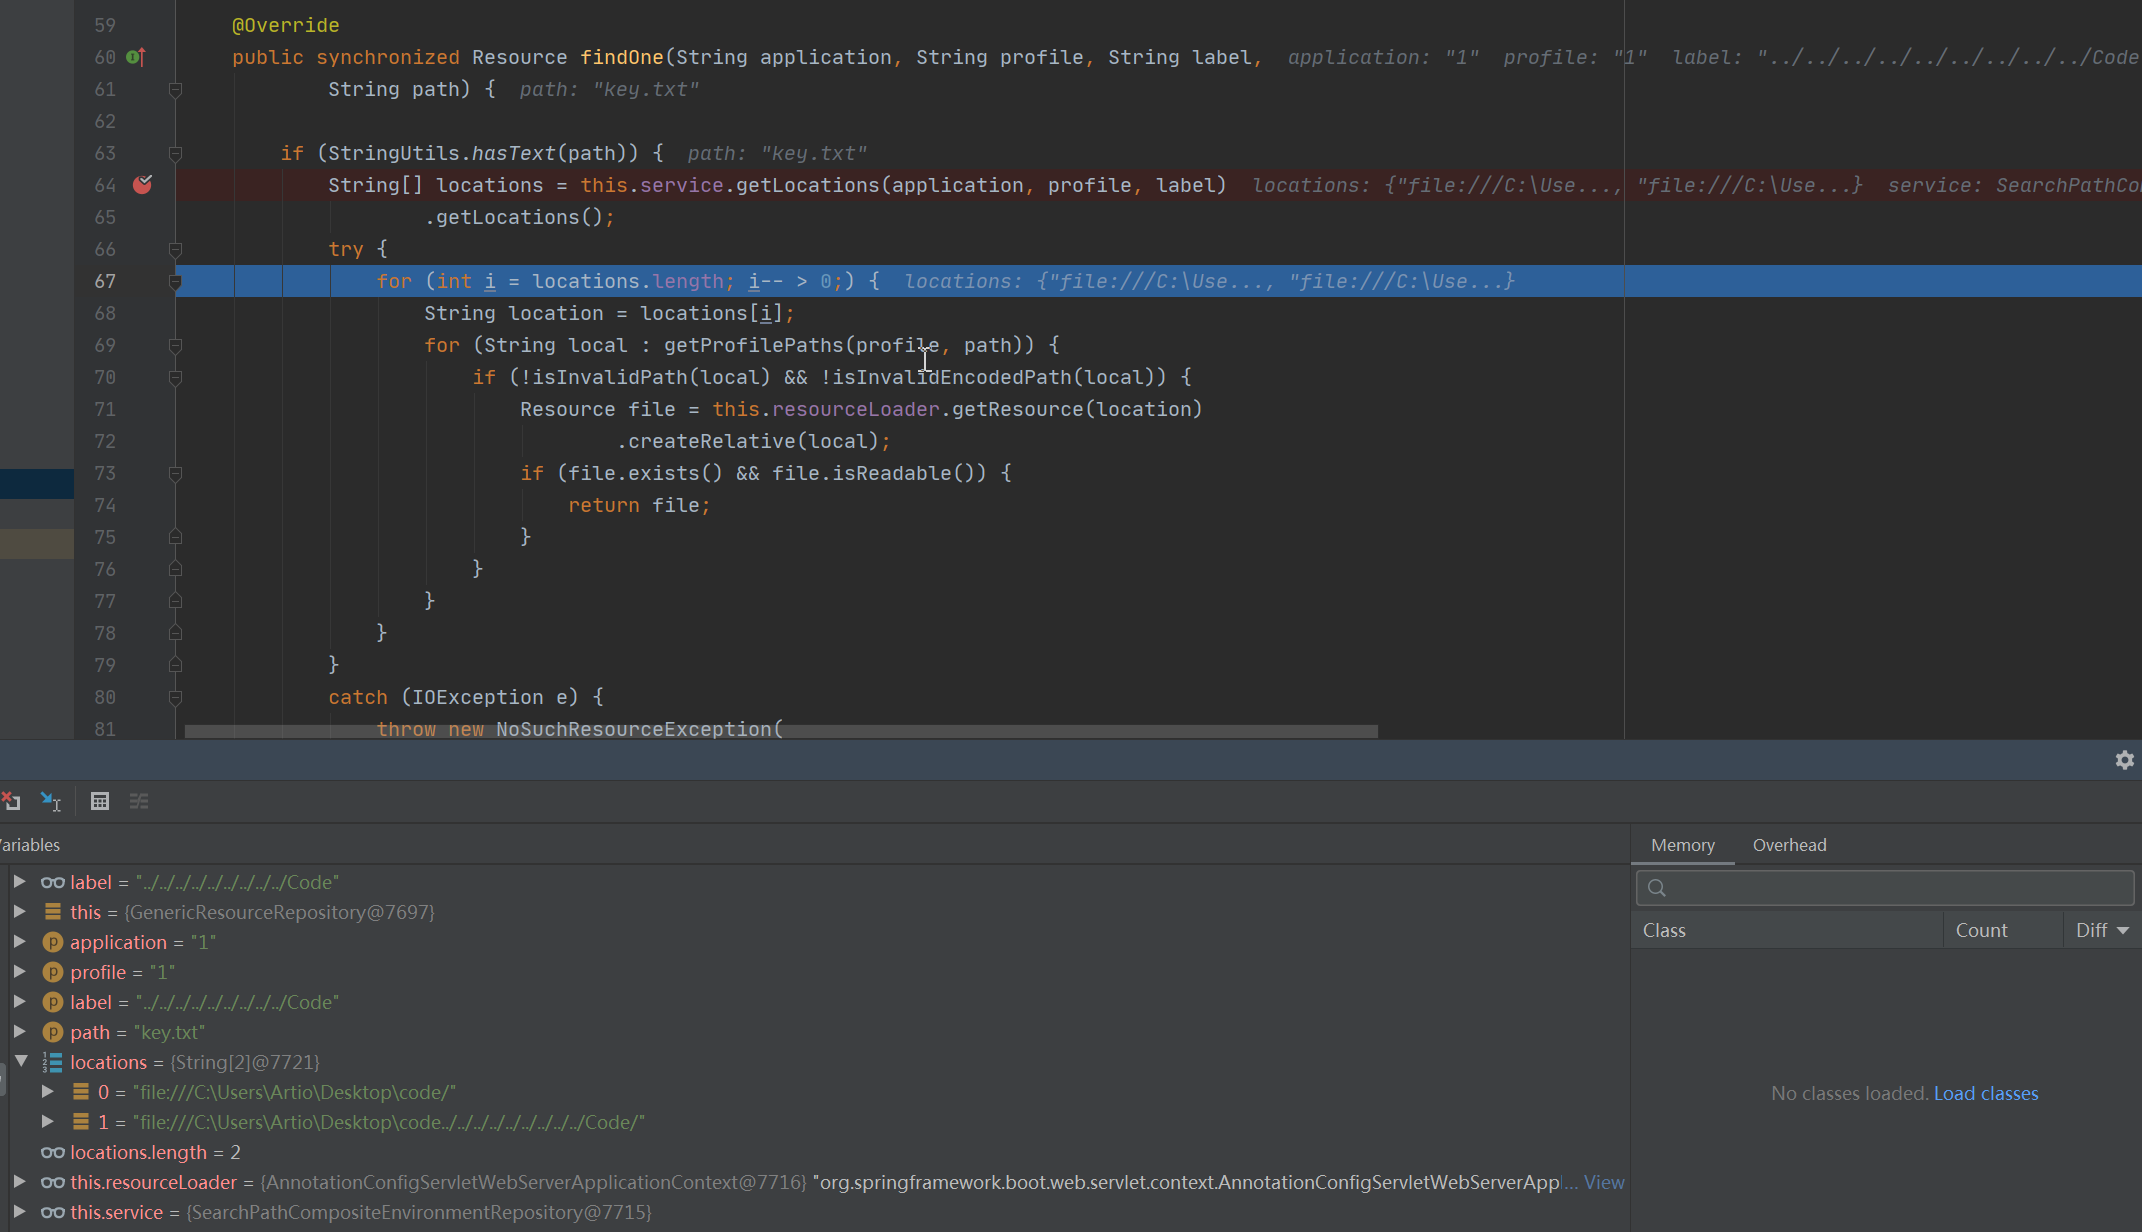 59 @Override
60 public synchronized Resource findOne(String application, String profile, String label, application: "1" profile: "1" label: "../../../../../../../../../Code
61 String path) { path: "key.txt"
62
63 if (StringUtils.hasText(path)) { path: "key.txt"
64 String[] locations = this.service.getLocations(application, profile, label) locations: {"file:///C:\Use..., "file:///C:\Use...} service: SearchPathCo
65 .getLocations();
66 try {
67 for (int i = locations.length; i-- > 0;) { locations: {"file:///C:\Use..., "file:///C:\Use...}
68 String location = locations[i];
69 for (String local : getProfilePaths(profile, path)) {
70 if (!isInvalidPath(local) && !isInvalidEncodedPath(local)) {
71 Resource file = this.resourceLoader.getResource(location)
72 .createRelative(local);
73 if (file.exists() && file.isReadable()) {
74 return file;
75 }
76 }
77 }
78 }
79 }
80 catch (IOException e) {
81 throw new NoSuchResourceException(
ariables
Memory Overhead
label = "../../../../../../../../../Code"
this = {GenericResourceRepository@7697}
application = "1"
profile = "1"
label = "../../../../../../../../../Code"
path = "key.txt"
locations = {String[2]@7721}
0 = "file:///C:\Users\Artio\Desktop\code/"
1 = "file:///C:\Users\Artio\Desktop\code../../../../../../../../../Code/"
locations.length = 2
this.resourceLoader = {AnnotationConfigServletWebServerApplicationContext@7716} "org.springframework.boot.web.servlet.context.AnnotationConfigServletWebServerAppl... View
this.service = {SearchPathCompositeEnvironmentRepository@7715}
Class Count Diff
No classes loaded. Load classes